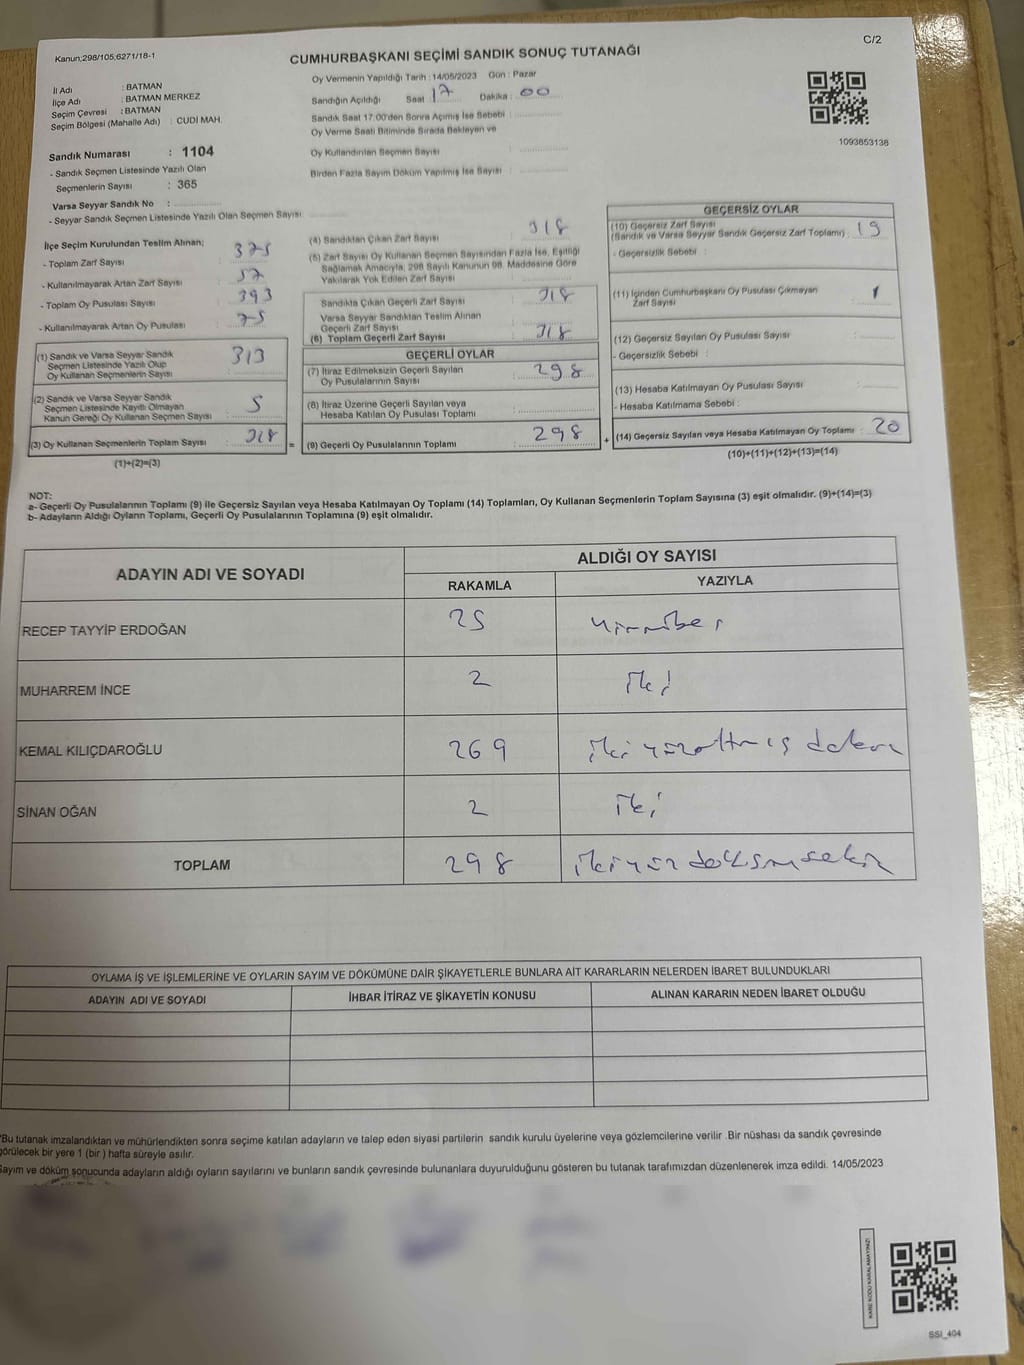 Kanun:298/105;6271/18-1
C/2
CUMHURBAŞKANI SEÇİMİ SANDIK SONUÇ TUTANAĞI
İl Adı : BATMAN
İlçe Adı : BATMAN MERKEZ
Seçim Çevresi : BATMAN
Seçim Bölgesi (Mahalle Adı) : CUDİ MAH.
Sandık Numarası : 1104
- Sandık Seçmen Listesinde Yazılı Olan
Seçmenlerin Sayısı : 365
Varsa Seyyar Sandık No :
- Seyyar Sandık Seçmen Listesinde Yazılı Olan Seçmen Sayısı
Oy Vermenin Yapıldığı Tarih : 14/05/2023 Gün : Pazar
Sandığın Açıldığı Saat 17 Dakika : 00
Sandık Saat 17:00'den Sonra Açımış İse Sebebi :
Oy Verme Saati Bitiminde Sırada Bekleyen ve
Oy Kullandırılan Seçmen Sayısı :
Birden Fazla Sayım Döküm Yapılmış İse Sayısı :
1093853138
İlçe Seçim Kurulundan Teslim Alınan;
- Toplam Zarf Sayısı : 375
- Kullanılmayarak Artan Zarf Sayısı : 57
- Toplam Oy Pusulası Sayısı : 393
- Kullanılmayarak Artan Oy Pusulası : 75
(1) Sandık ve Varsa Seyyar Sandık
Seçmen Listesinde Yazılı Olup
Oy Kullanan Seçmenlerin Sayısı : 313
(2) Sandık ve Varsa Seyyar Sandık
Seçmen Listesinde Kayıtlı Olmayan
Kanun Gereği Oy Kullanan Seçmen Sayısı : 5
(3) Oy Kullanan Seçmenlerin Toplam Sayısı : 318
(1)+(2)=(3)
(4) Sandıktan Çıkan Zarf Sayısı : 318
(5) Zarf Sayısı Oy Kullanan Seçmen Sayısından Fazla İse, Eşitliği
Sağlamak Amacıyla, 298 Sayılı Kanunun 98. Maddesine Göre
Yakılarak Yok Edilen Zarf Sayısı :
Sandıkta Çıkan Geçerli Zarf Sayısı : 318
Varsa Seyyar Sandıktan Teslim Alınan
Geçerli Zarf Sayısı :
(6) Toplam Geçerli Zarf Sayısı : 318
GEÇERLİ OYLAR
(7) İtiraz Edilmeksizin Geçerli Sayılan
Oy Pusulalarının Sayısı : 298
(8) İtiraz Üzerine Geçerli Sayılan veya
Hesaba Katılan Oy Pusulası Toplamı :
= (9) Geçerli Oy Pusulalarının Toplamı : 298
GEÇERSİZ OYLAR
(10) Geçersiz Zarf Sayısı
(Sandık ve Varsa Seyyar Sandık Geçersiz Zarf Toplamı) : 19
- Geçersizlik Sebebi :
(11) İçinden Cumhurbaşkanı Oy Pusulası Çıkmayan
Zarf Sayısı : 1
(12) Geçersiz Sayılan Oy Pusulası Sayısı :
- Geçersizlik Sebebi :
(13) Hesaba Katılmayan Oy Pusulası Sayısı :
- Hesaba Katılmama Sebebi :
+ (14) Geçersiz Sayılan veya Hesaba Katılmayan Oy Toplamı : 20
(10)+(11)+(12)+(13)=(14)
NOT:
a- Geçerli Oy Pusulalarının Toplamı (9) ile Geçersiz Sayılan veya Hesaba Katılmayan Oy Toplamı (14) Toplamları, Oy Kullanan Seçmenlerin Toplam Sayısına (3) eşit olmalıdır. (9)+(14)=(3)
b- Adayların Aldığı Oyların Toplamı, Geçerli Oy Pusulalarının Toplamına (9) eşit olmalıdır.
ADAYIN ADI VE SOYADI
ALDIĞI OY SAYISI
RAKAMLA YAZIYLA
RECEP TAYYİP ERDOĞAN 25 yirmibeş
MUHARREM İNCE 2 iki
KEMAL KILIÇDAROĞLU 269 ikiyüzaltmış dokuz
SİNAN OĞAN 2 iki
TOPLAM 298 ikiyüz doksansekiz
OYLAMA İŞ VE İŞLEMLERİNE VE OYLARIN SAYIM VE DÖKÜMÜNE DAİR ŞİKAYETLERLE BUNLARA AİT KARARLARIN NELERDEN İBARET BULUNDUKLARI
ADAYIN ADI VE SOYADI İHBAR İTİRAZ VE ŞİKAYETİN KONUSU ALINAN KARARIN NEDEN İBARET OLDUĞU
*Bu tutanak imzalandıktan ve mühürlendikten sonra seçime katılan adayların ve talep eden siyasi partilerin sandık kurulu üyelerine veya gözlemcilerine verilir .Bir nüshası da sandık çevresinde
görülecek bir yere 1 (bir ) hafta süreyle asılır.
Sayım ve döküm sonucunda adayların aldığı oyların sayılarını ve bunların sandık çevresinde bulunanlara duyurulduğunu gösteren bu tutanak tarafımızdan düzenlenerek imza edildi. 14/05/2023
KARE KODU KARALAMAYINIZ!
SSI_404